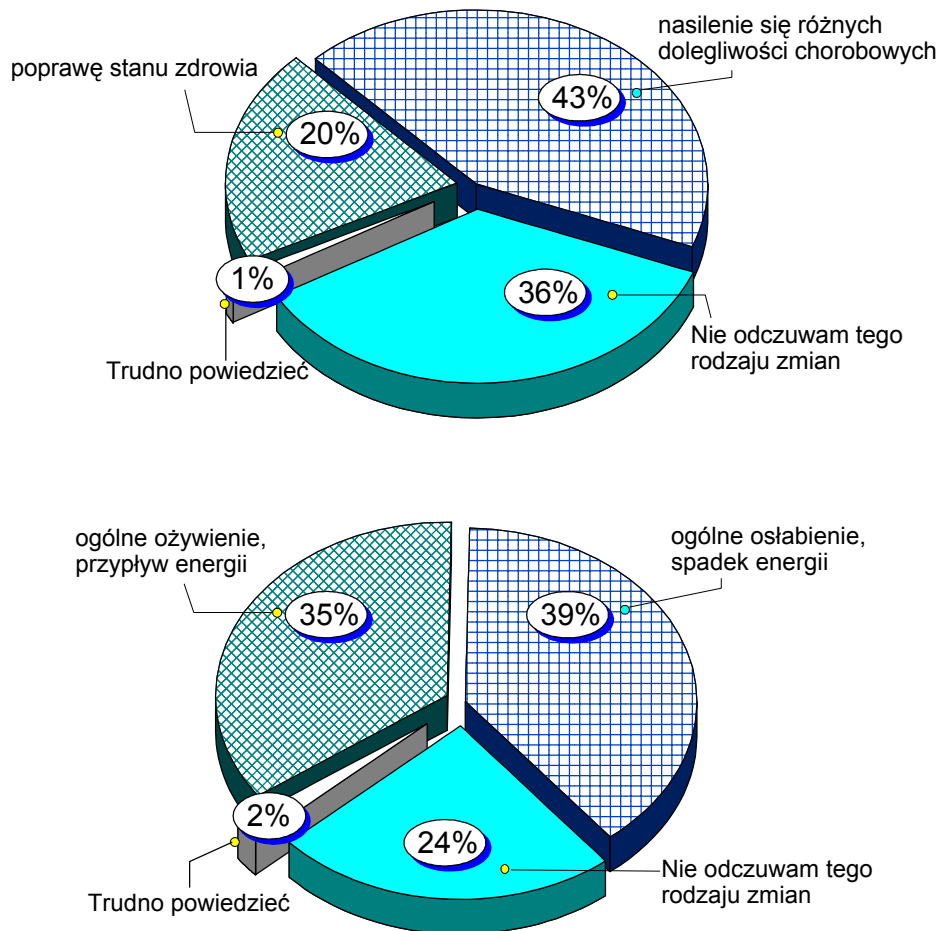 nasilenie się różnych
dolegliwości chorobowych
poprawę stanu zdrowia
43%
20%
1%
36%
Nie odczuwam tego
rodzaju zmian
Trudno powiedzieć
ogólne ożywienie,
przypływ energii
ogólne osłabienie,
spadek energii
35%
39%
2%
24%
Nie odczuwam tego
rodzaju zmian
Trudno powiedzieć